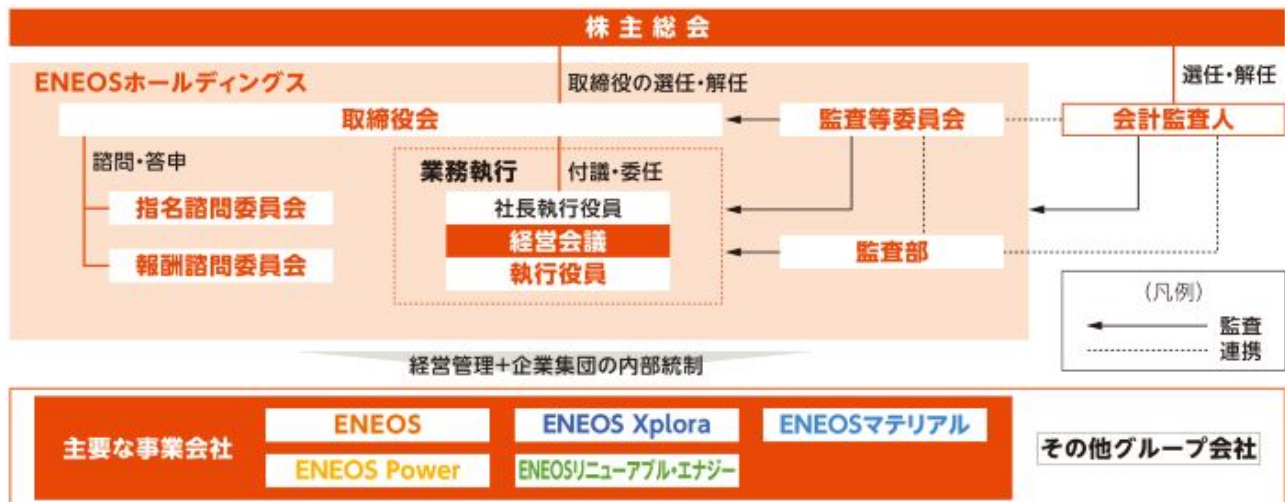 株主総会
ENEOSホールディングス
取締役の選任・解任
選任・解任
取締役会
監査等委員会
会計監査人
諮問・答申
業務執行
付議・委任
指名諮問委員会
社長執行役員
経営会議
報酬諮問委員会
執行役員
監査部
(凡例)
監査
連携
経営管理+企業集団の内部統制
主要な事業会社
ENEOS
ENEOS Xplora
ENEOSマテリアル
ENEOS Power
ENEOSリニューアブル・エナジー
その他グループ会社